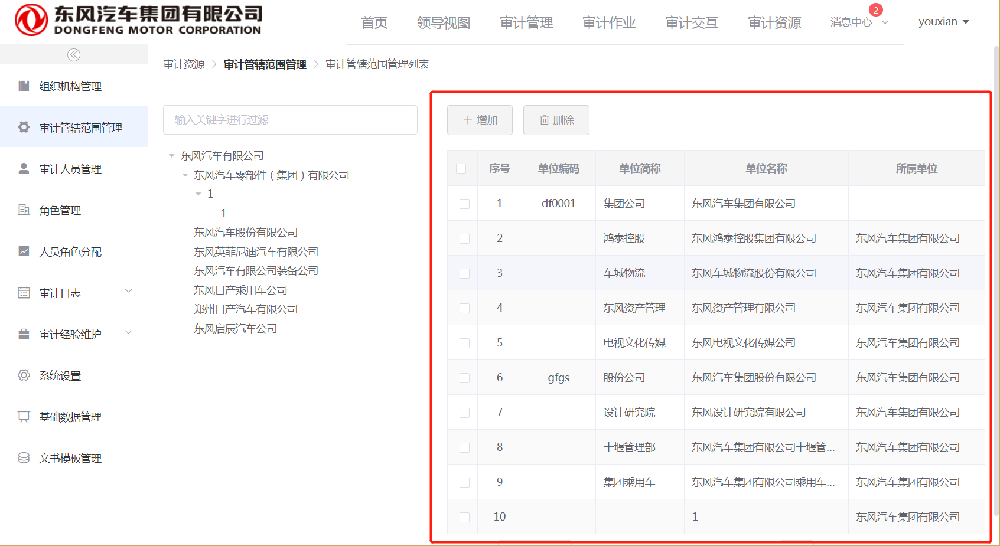 东风汽车集团有限公司
DONGFENG MOTOR CORPORATION
首页 领导视图 审计管理 审计作业 审计交互 审计资源 消息中心 2 youxian
组织机构管理
审计管辖范围管理
审计人员管理
角色管理
人员角色分配
审计日志
审计经验维护
系统设置
基础数据管理
文书模板管理
审计资源 > 审计管辖范围管理 > 审计管辖范围管理列表
输入关键字进行过滤
东风汽车有限公司
东风汽车零部件（集团）有限公司
1
1
东风汽车股份有限公司
东风英菲尼迪汽车有限公司
东风汽车有限公司装备公司
东风日产乘用车公司
郑州日产汽车有限公司
东风启辰汽车公司
+ 增加 删除
序号 单位编码 单位简称 单位名称 所属单位
1 df0001 集团公司 东风汽车集团有限公司
2 鸿泰控股 东风鸿泰控股集团有限公司 东风汽车集团有限公司
3 车城物流 东风车城物流股份有限公司 东风汽车集团有限公司
4 东风资产管理 东风资产管理有限公司 东风汽车集团有限公司
5 电视文化传媒 东风电视文化传媒公司 东风汽车集团有限公司
6 gfgs 股份公司 东风汽车集团股份有限公司 东风汽车集团有限公司
7 设计研究院 东风设计研究院有限公司 东风汽车集团有限公司
8 十堰管理部 东风汽车集团有限公司十堰管... 东风汽车集团有限公司
9 集团乘用车 东风汽车集团有限公司乘用车... 东风汽车集团有限公司
10 1 东风汽车集团有限公司